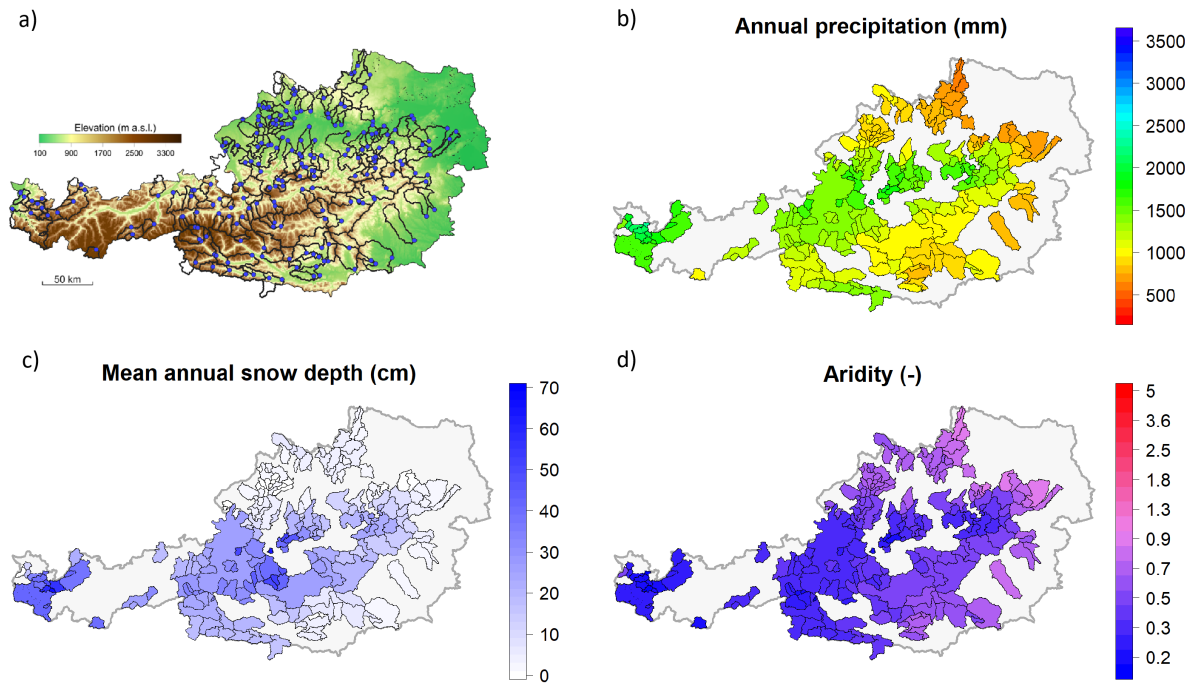 a)
Elevation (m a.s.l.)
100 900 1700 2500 3300
50 km
b)
Annual precipitation (mm)
3500
3000
2500
2000
1500
1000
500
c)
Mean annual snow depth (cm)
70
60
50
40
30
20
10
0
d)
Aridity (-)
5
3.6
2.5
1.8
1.3
0.9
0.7
0.5
0.3
0.2